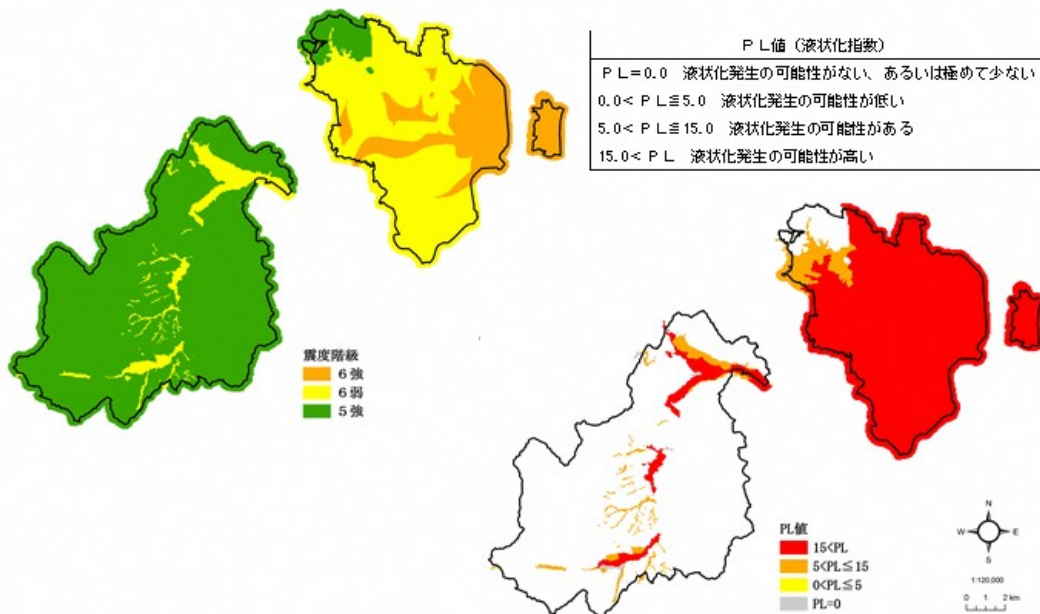 ＰＬ値（液状化指数）
ＰＬ=0.0　液状化発生の可能性がない、あるいは極めて少ない
0.0<ＰＬ≦5.0　液状化発生の可能性が低い
5.0<ＰＬ≦15.0　液状化発生の可能性がある
15.0<ＰＬ　液状化発生の可能性が高い
震度階級
6強
6弱
5強
PL値
15<PL
5<PL≦15
0<PL≦5
PL=0
N
W E
S
1:120,000
0 1 2 km